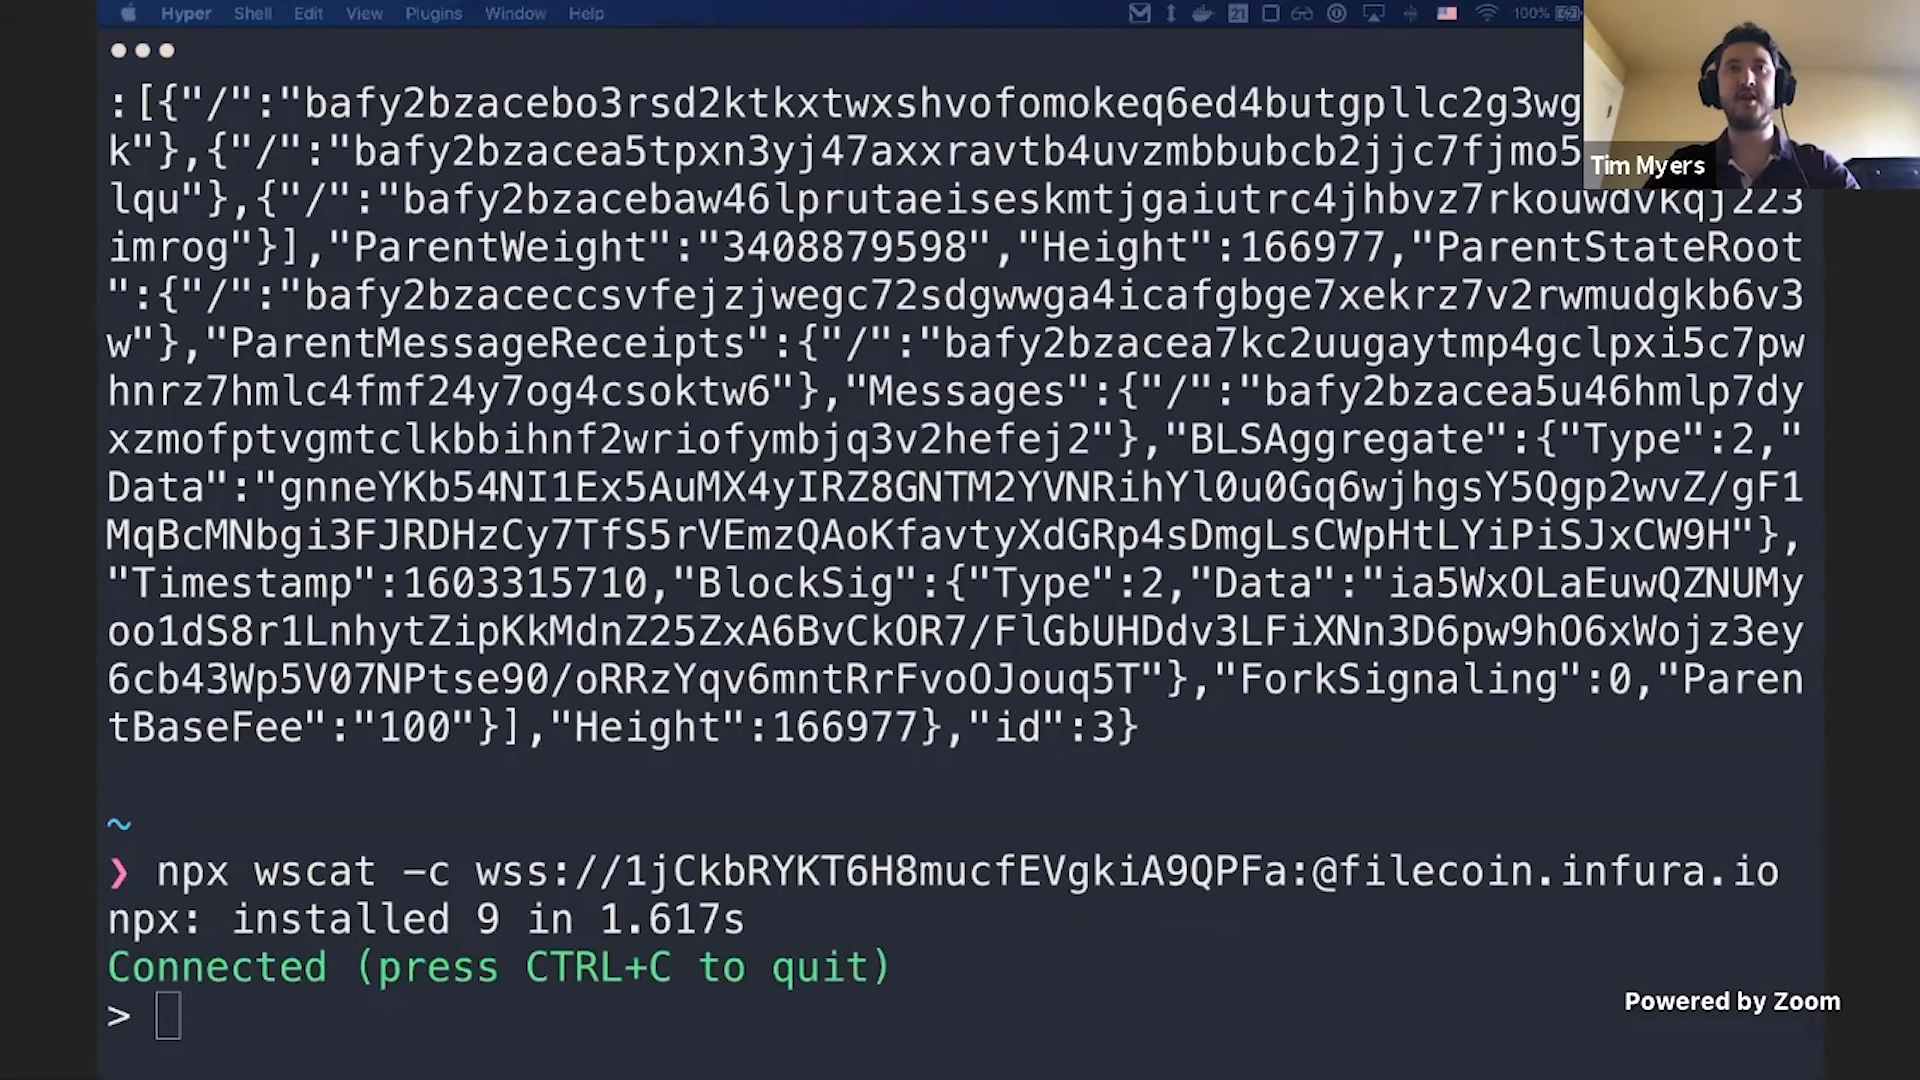 Hyper Shell Edit View Plugins Window Help 21 100%
:[{"/":"bafy2bzacebo3rsd2ktkxtwxshvofomokeq6ed4butgpllc2g3wg
k"},{"/":"bafy2bzacea5tpxn3yj47axxravtb4uvzmbbubcb2jjc7fjmo5
Tim Myers
lqu"},{"/":"bafy2bzacebaw46lprutaeiseskmtjgaiutrc4jhbvz7rkouwdvkqj223
imrog"}],"ParentWeight":"3408879598","Height":166977,"ParentStateRoot
":{"/":"bafy2bzaceccsvfejzjwegc72sdgwwga4icafgbge7xekrz7v2rwmudgkb6v3
w"},"ParentMessageReceipts":{"/":"bafy2bzacea7kc2uugaytmp4gclpxi5c7pw
hnrz7hmlc4fmf24y7og4csoktw6"},"Messages":{"/":"bafy2bzacea5u46hmlp7dy
xzmofptvgmtclkbbihnf2wriofymbjq3v2hefej2"},"BLSAggregate":{"Type":2,"
Data":"gnneYKb54NI1Ex5AuMX4yIRZ8GNTM2YVNRihYl0u0Gq6wjhgsY5Qgp2wvZ/gF1
MqBcMNbgi3FJRDHzCy7TfS5rVEmzQAoKfavtyXdGRp4sDmgLsCWpHtLYiPiSJxCW9H"},
"Timestamp":1603315710,"BlockSig":{"Type":2,"Data":"ia5WxOLaEuwQZNUMy
oo1dS8r1LnhytZipKkMdnZ25ZxA6BvCkOR7/FlGbUHDdv3LFiXNn3D6pw9hO6xWojz3ey
6cb43Wp5V07NPtse90/oRRzYqv6mntRrFvoOJouq5T"},"ForkSignaling":0,"Paren
tBaseFee":"100"}],"Height":166977},"id":3}
~
❯ npx wscat -c wss://1jCkbRYKT6H8mucfEVgkiA9QPFa:@filecoin.infura.io
npx: installed 9 in 1.617s
Connected (press CTRL+C to quit)
>
Powered by Zoom